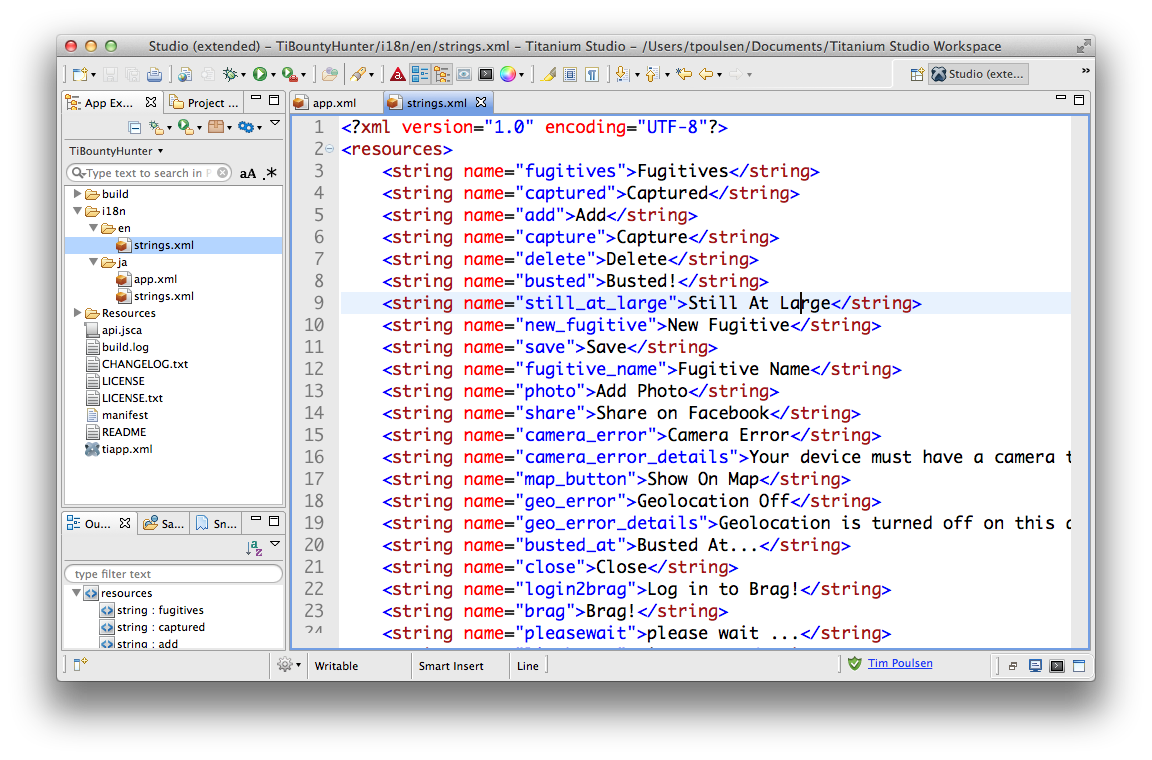 Studio (extended) – TiBountyHunter/i18n/en/strings.xml – Titanium Studio – /Users/tpoulsen/Documents/Titanium Studio Workspace
Studio (exte...
»
App Ex...
Project ...
TiBountyHunter
Type text to search in
aA .*
build
i18n
en
strings.xml
ja
app.xml
strings.xml
Resources
api.jsca
build.log
CHANGELOG.txt
LICENSE
LICENSE.txt
manifest
README
tiapp.xml
Ou...
Sa...
Sn...
type filter text
resources
string : fugitives
string : captured
string : add
app.xml
strings.xml
1 <?xml version="1.0" encoding="UTF-8"?>
2 <resources>
3 <string name="fugitives">Fugitives</string>
4 <string name="captured">Captured</string>
5 <string name="add">Add</string>
6 <string name="capture">Capture</string>
7 <string name="delete">Delete</string>
8 <string name="busted">Busted!</string>
9 <string name="still_at_large">Still At Large</string>
10 <string name="new_fugitive">New Fugitive</string>
11 <string name="save">Save</string>
12 <string name="fugitive_name">Fugitive Name</string>
13 <string name="photo">Add Photo</string>
14 <string name="share">Share on Facebook</string>
15 <string name="camera_error">Camera Error</string>
16 <string name="camera_error_details">Your device must have a camera t
17 <string name="map_button">Show On Map</string>
18 <string name="geo_error">Geolocation Off</string>
19 <string name="geo_error_details">Geolocation is turned off on this
20 <string name="busted_at">Busted At...</string>
21 <string name="close">Close</string>
22 <string name="login2brag">Log in to Brag!</string>
23 <string name="brag">Brag!</string>
24 <string name="pleasewait">please wait ...</string>
Writable
Smart Insert
Line
Tim Poulsen